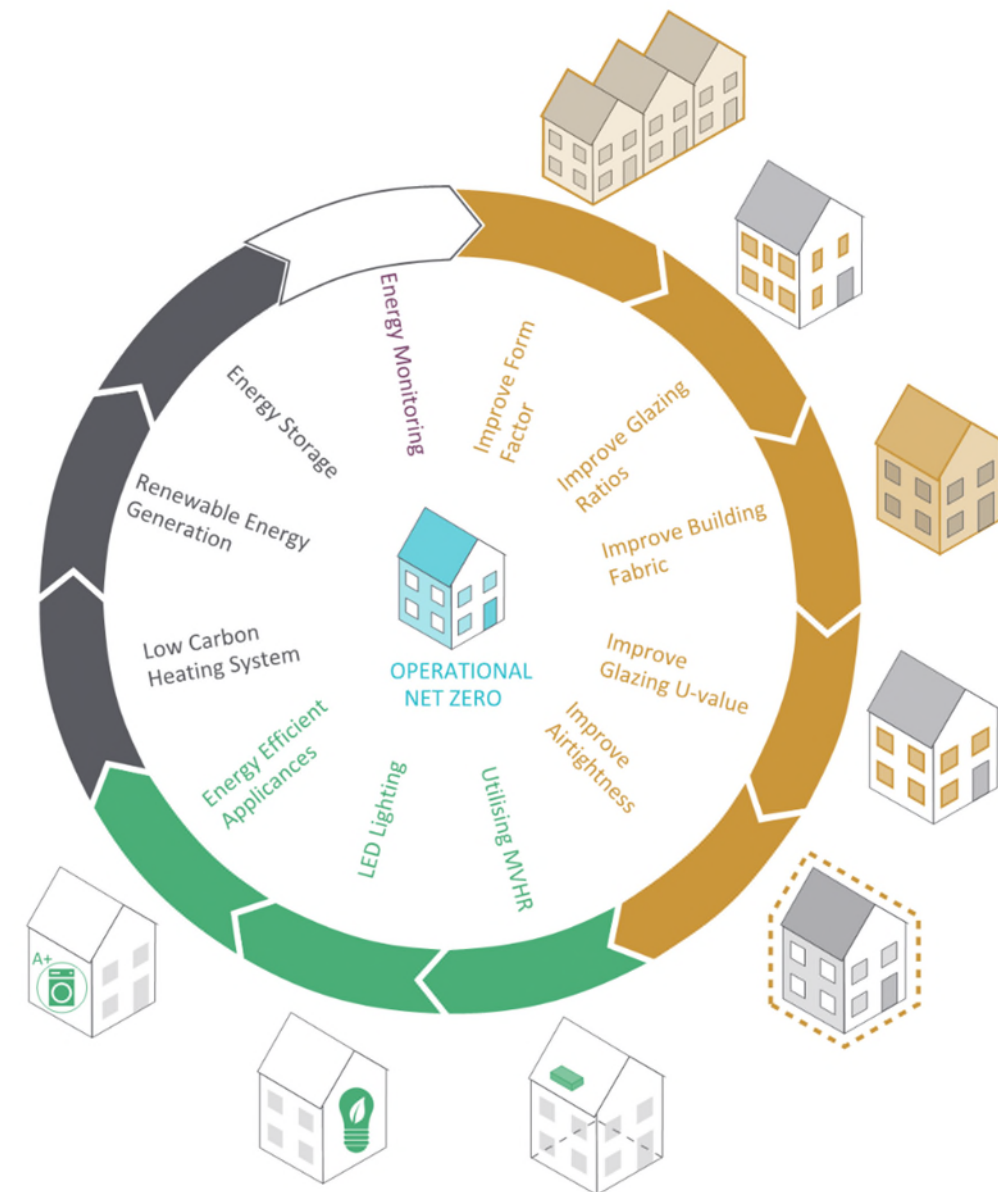 Energy Monitoring
Improve Form
Factor
Improve Glazing
Ratios
Improve Building
Fabric
Improve
Glazing U-value
Improve
Airtightness
Utilising MVHR
LED Lighting
Energy Efficient
Applicances
Low Carbon
Heating System
Renewable Energy
Generation
Energy Storage
OPERATIONAL
NET ZERO
A+